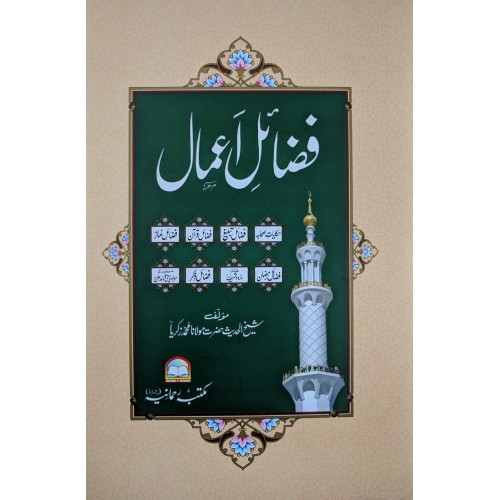 فضائل اعمال
حکایات صحابہ
فضائل تبلیغ
فضائل قرآن
فضائل نماز
فضائل رمضان
فضائل ذکر
مؤلف
شیخ الحدیث حضرت مولانا محمد زکریا
مکتبہ رحمانیہ